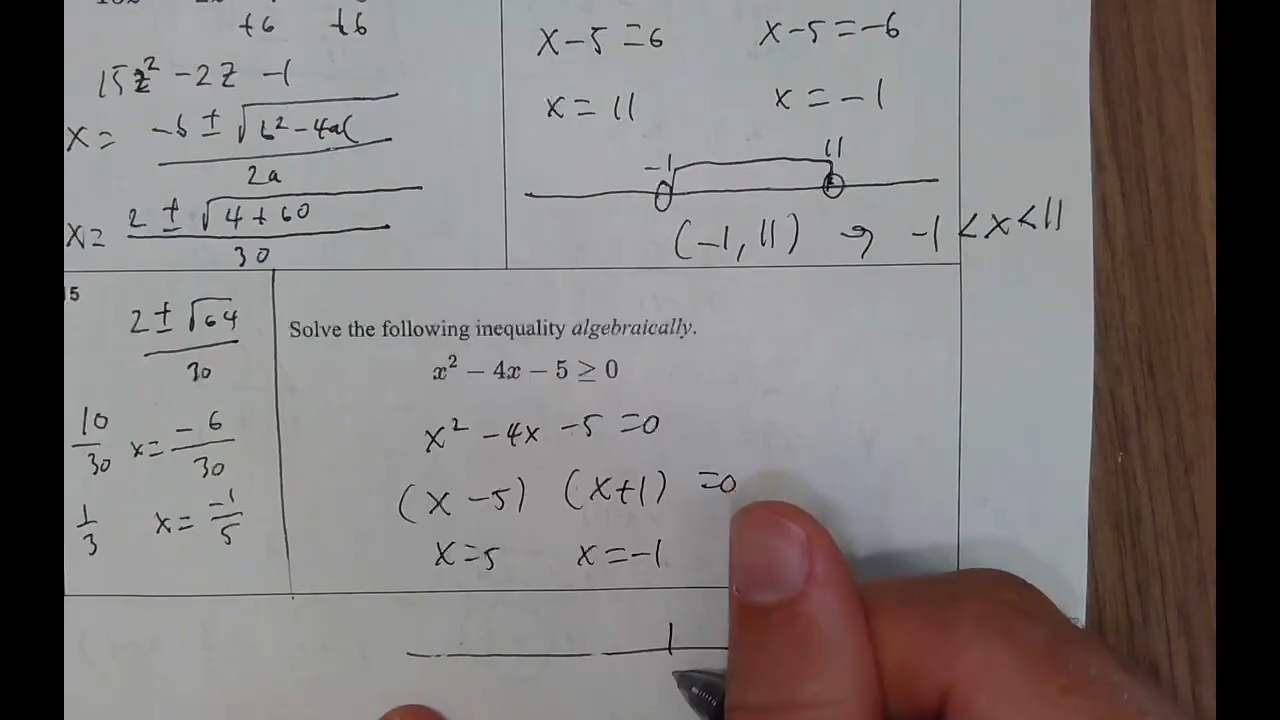 +6 +6
15z² - 2z - 1
x = (-b ± √(b² - 4ac)) / 2a
x = (2 ± √(4 + 60)) / 30
x - 5 = 6 x - 5 = -6
x = 11 x = -1
-1 11
(-1, 11) → -1 < x < 11
5
(2 ± √64) / 30
10/30 x = -6/30
1/3 x = -1/5
Solve the following inequality algebraically.
x² − 4x − 5 ≥ 0
x² - 4x - 5 = 0
(x - 5) (x + 1) = 0
x = 5 x = -1